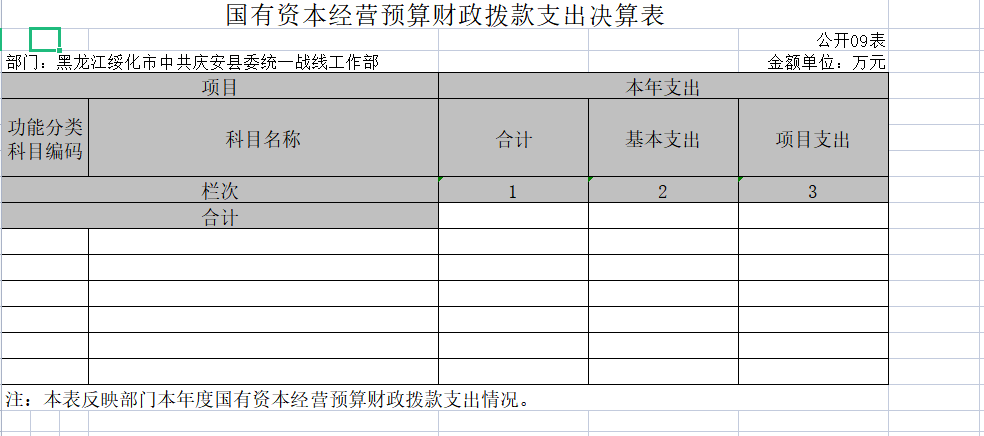 国有资本经营预算财政拨款支出决算表
公开09表
部门：黑龙江绥化市中共庆安县委统一战线工作部 金额单位：万元
项目 本年支出
功能分类
科目编码 科目名称 合计 基本支出 项目支出
栏次 1 2 3
合计
注：本表反映部门本年度国有资本经营预算财政拨款支出情况。